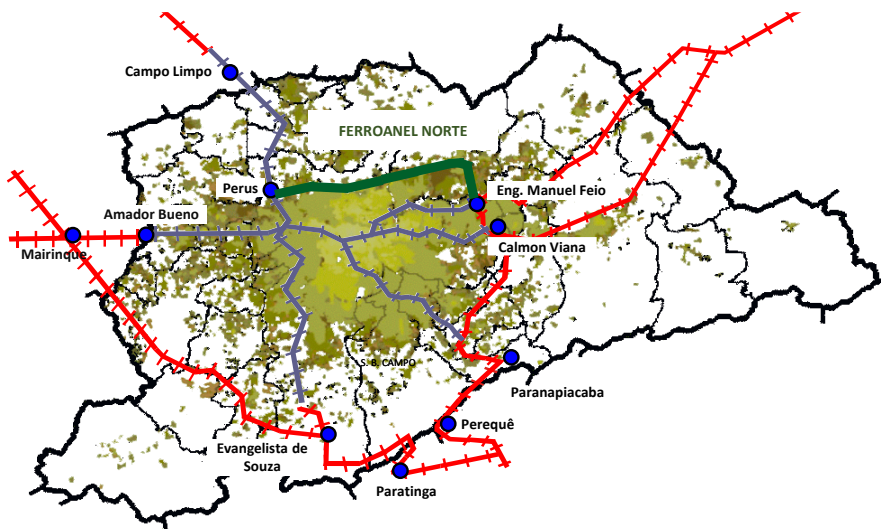 Campo Limpo
FERROANEL NORTE
Perus
Eng. Manuel Feio
Amador Bueno
Mairinque
Calmon Viana
S. B. CAMPO
Paranapiacaba
Perequê
Evangelista de
Souza
Paratinga